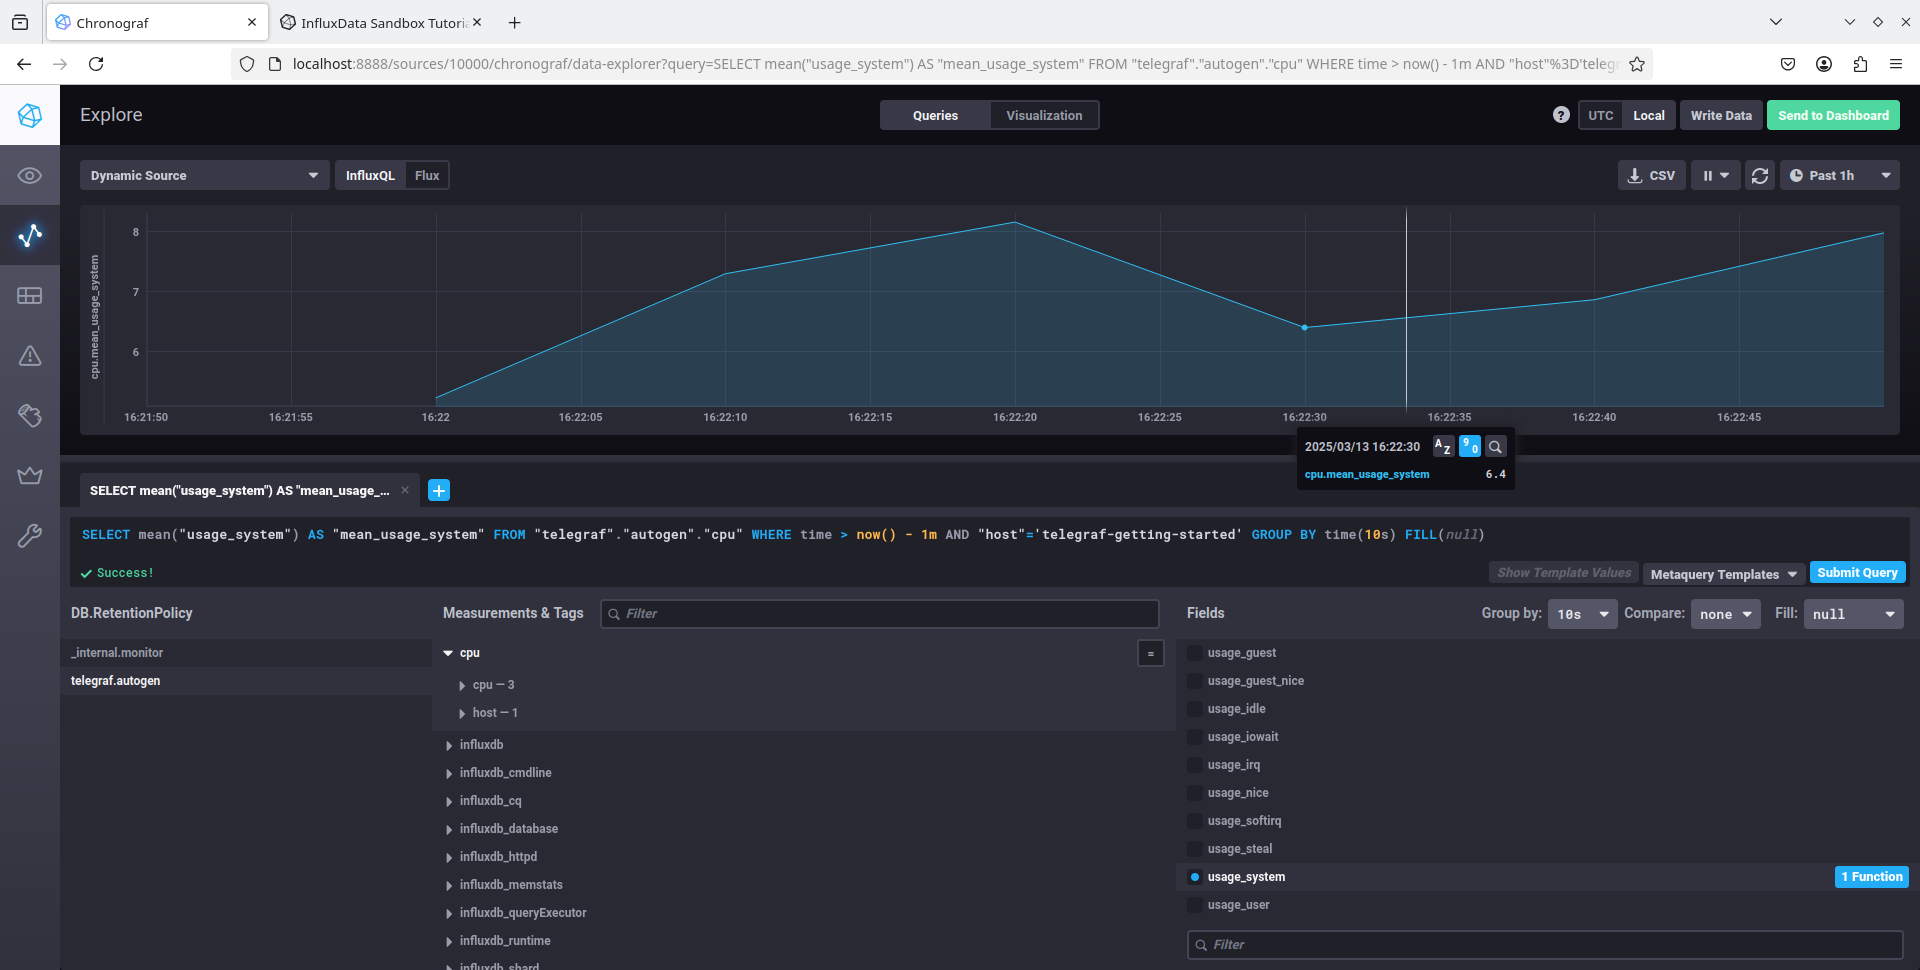 Chronograf
InfluxData Sandbox Tutori
localhost:8888/sources/10000/chronograf/data-explorer?query=SELECT mean("usage_system") AS "mean_usage_system" FROM "telegraf"."autogen"."cpu" WHERE time > now() - 1m AND "host"%3D'telegr
Explore
Queries
Visualization
?
UTC
Local
Write Data
Send to Dashboard
Dynamic Source
InfluxQL
Flux
CSV
Past 1h
cpu.mean_usage_system
8
7
6
16:21:50
16:21:55
16:22
16:22:05
16:22:10
16:22:15
16:22:20
16:22:25
16:22:30
16:22:35
16:22:40
16:22:45
2025/03/13 16:22:30
A Z
9 0
cpu.mean_usage_system 6.4
SELECT mean("usage_system") AS "mean_usage_...
SELECT mean("usage_system") AS "mean_usage_system" FROM "telegraf"."autogen"."cpu" WHERE time > now() - 1m AND "host"='telegraf-getting-started' GROUP BY time(10s) FILL(null)
Success!
Show Template Values
Metaquery Templates
Submit Query
DB.RetentionPolicy
_internal.monitor
telegraf.autogen
Measurements & Tags
Filter
cpu
=
cpu — 3
host — 1
influxdb
influxdb_cmdline
influxdb_cq
influxdb_database
influxdb_httpd
influxdb_memstats
influxdb_queryExecutor
influxdb_runtime
influxdb_shard
Fields
Group by: 10s
Compare: none
Fill: null
usage_guest
usage_guest_nice
usage_idle
usage_iowait
usage_irq
usage_nice
usage_softirq
usage_steal
usage_system
1 Function
usage_user
Filter